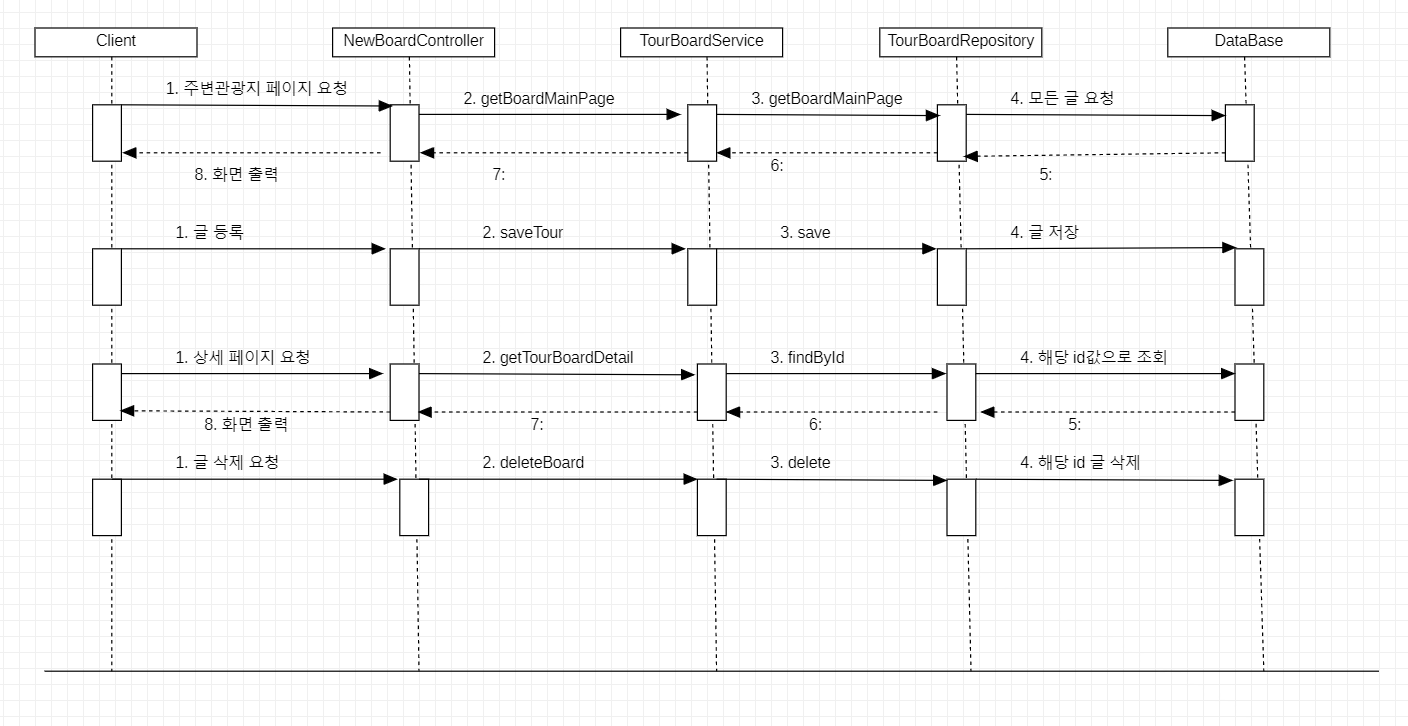 Client
NewBoardController
TourBoardService
TourBoardRepository
DataBase
1. 주변관광지 페이지 요청
2. getBoardMainPage
3. getBoardMainPage
4. 모든 글 요청
8. 화면 출력
7:
6:
5:
1. 글 등록
2. saveTour
3. save
4. 글 저장
1. 상세 페이지 요청
2. getTourBoardDetail
3. findById
4. 해당 id값으로 조회
8. 화면 출력
7:
6:
5:
1. 글 삭제 요청
2. deleteBoard
3. delete
4. 해당 id 글 삭제